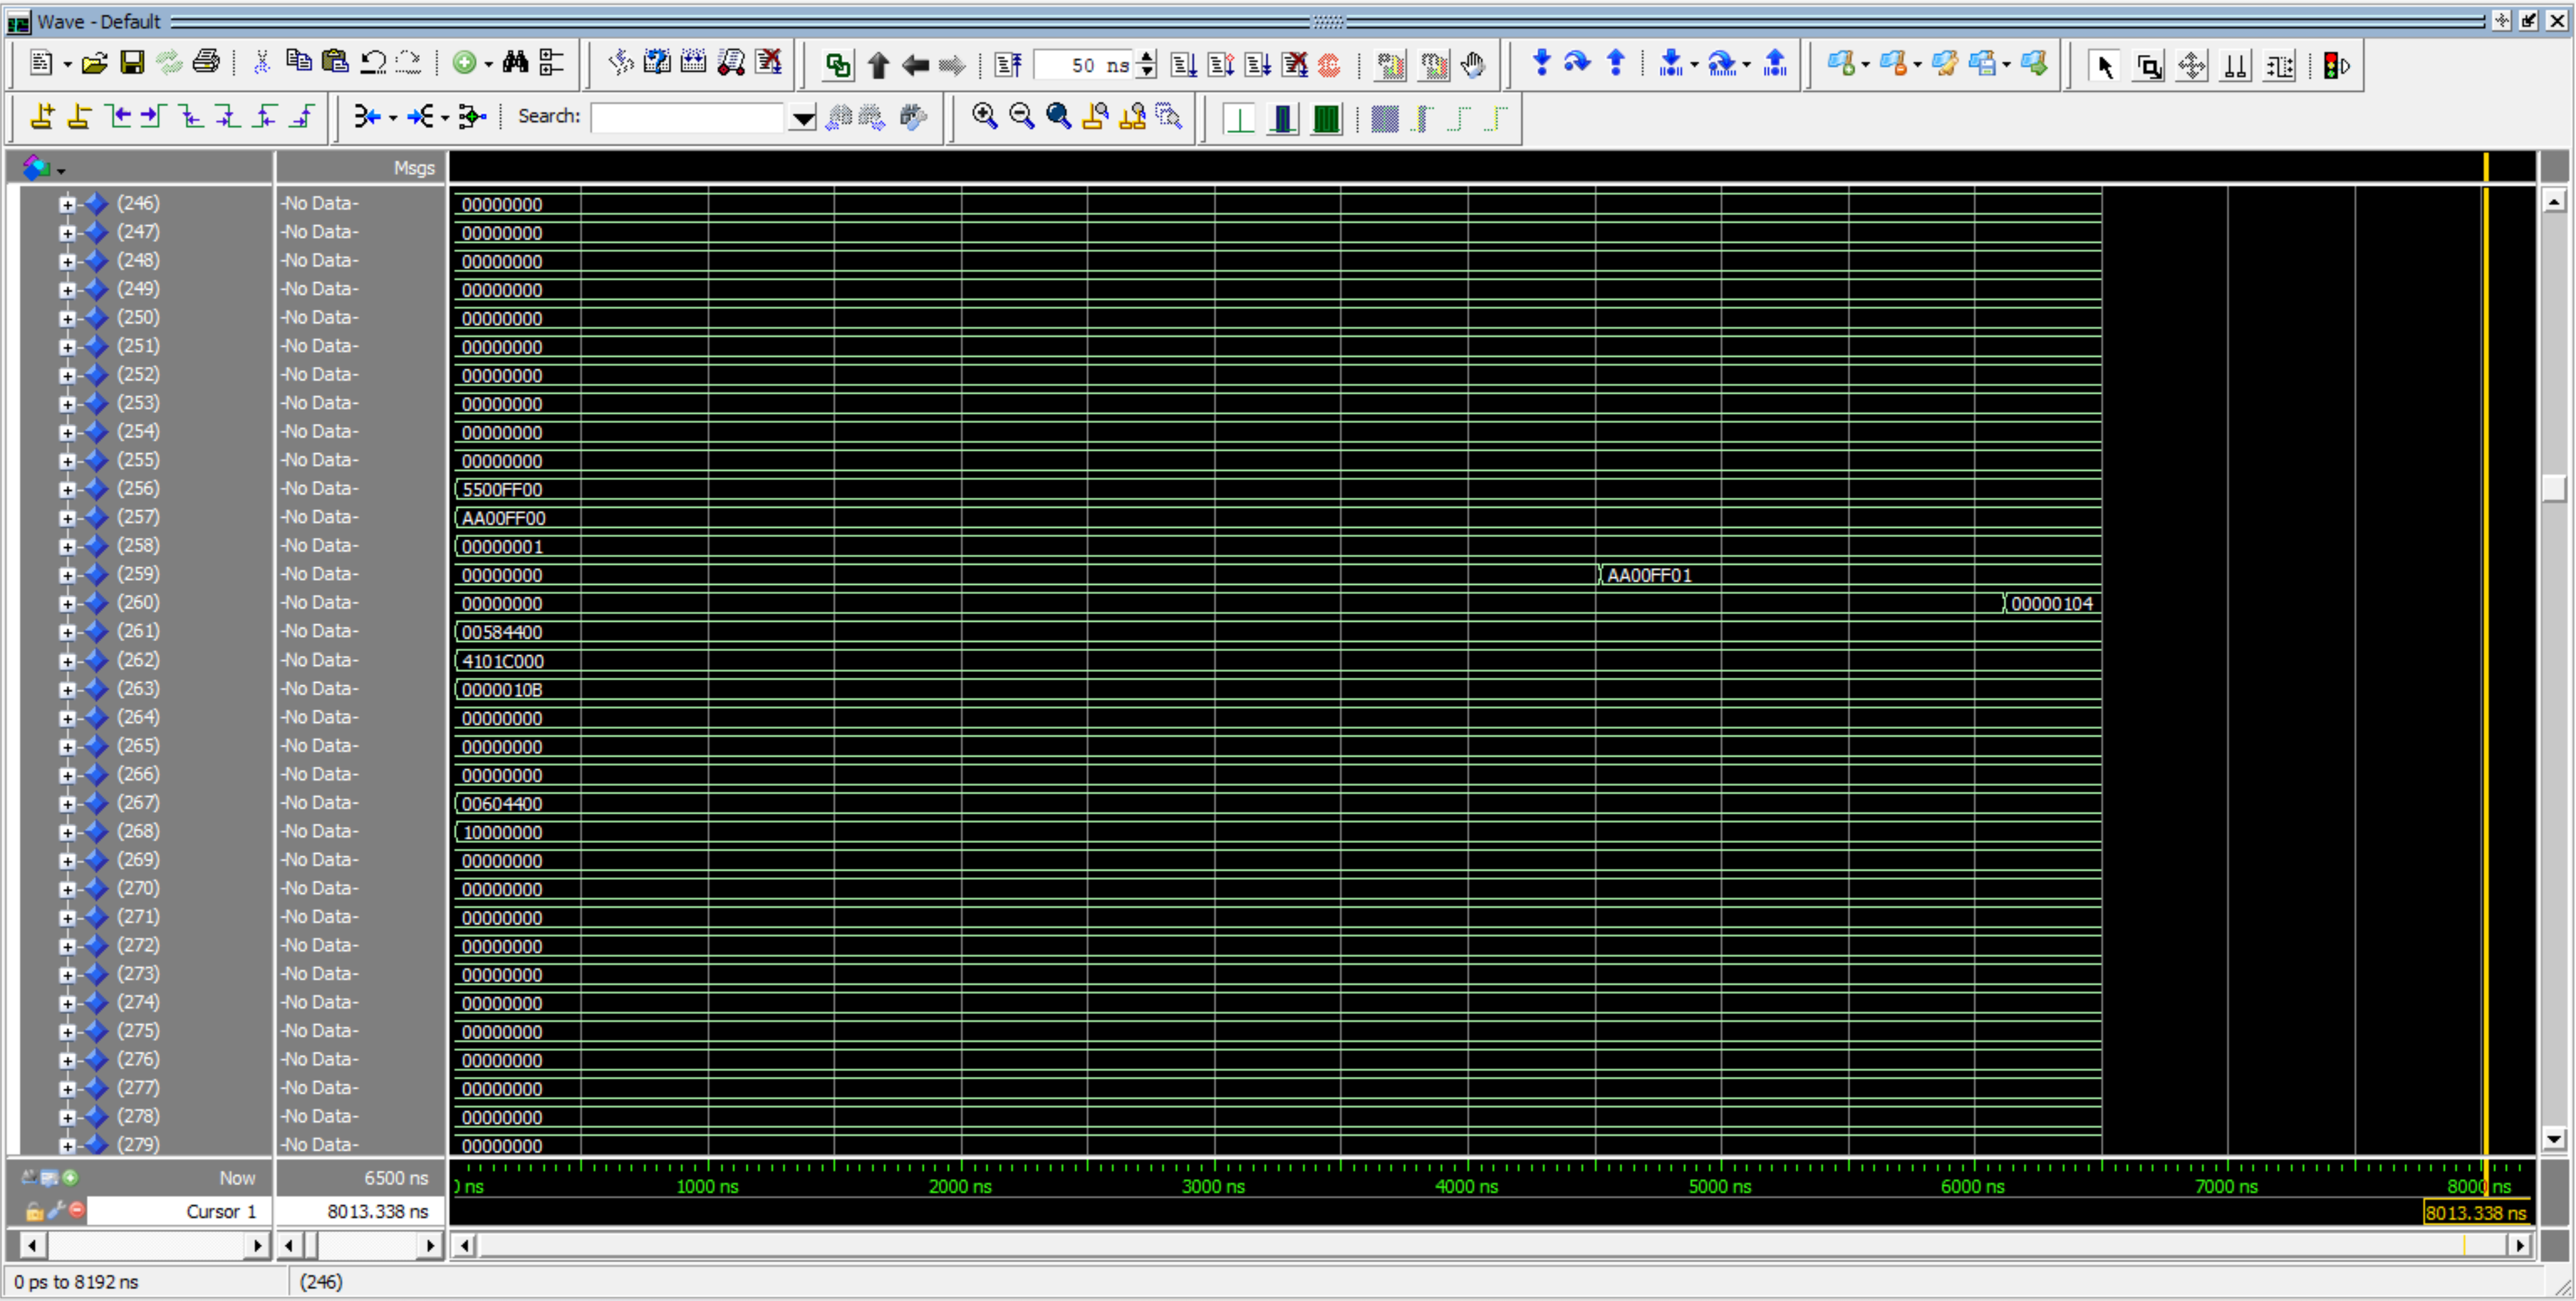 Wave - Default
50 ns
Search:
Msgs
(246) -No Data- 00000000
(247) -No Data- 00000000
(248) -No Data- 00000000
(249) -No Data- 00000000
(250) -No Data- 00000000
(251) -No Data- 00000000
(252) -No Data- 00000000
(253) -No Data- 00000000
(254) -No Data- 00000000
(255) -No Data- 00000000
(256) -No Data- 5500FF00
(257) -No Data- AA00FF00
(258) -No Data- 00000001
(259) -No Data- 00000000 AA00FF01
(260) -No Data- 00000000 00000104
(261) -No Data- 00584400
(262) -No Data- 4101C000
(263) -No Data- 0000010B
(264) -No Data- 00000000
(265) -No Data- 00000000
(266) -No Data- 00000000
(267) -No Data- 00604400
(268) -No Data- 10000000
(269) -No Data- 00000000
(270) -No Data- 00000000
(271) -No Data- 00000000
(272) -No Data- 00000000
(273) -No Data- 00000000
(274) -No Data- 00000000
(275) -No Data- 00000000
(276) -No Data- 00000000
(277) -No Data- 00000000
(278) -No Data- 00000000
(279) -No Data- 00000000
Now 6500 ns 0 ns 1000 ns 2000 ns 3000 ns 4000 ns 5000 ns 6000 ns 7000 ns 8000 ns
Cursor 1 8013.338 ns 8013.338 ns
0 ps to 8192 ns (246)